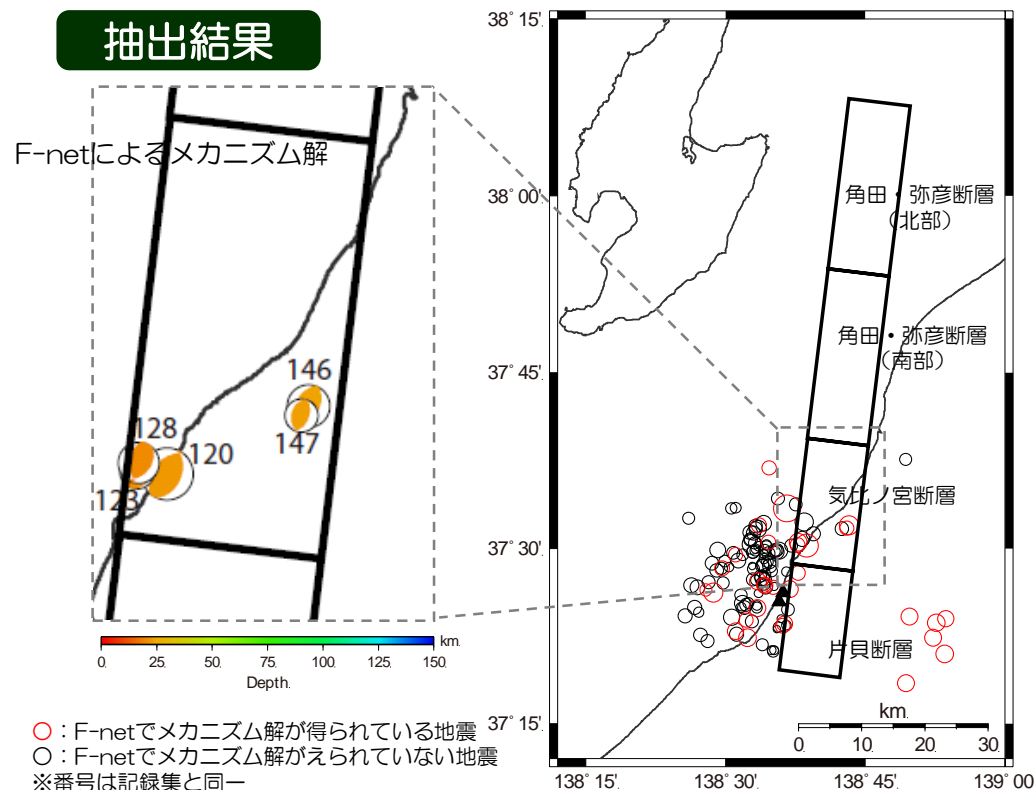 抽出結果
F-netによるメカニズム解
146
147
128
120
123
km.
0. 25. 50. 75. 100. 125. 150.
Depth.
○：F-netでメカニズム解が得られている地震
○：F-netでメカニズム解がえられていない地震
※番号は記録集と同一
38˚ 15'.
38˚ 00'.
37˚ 45'.
37˚ 30'.
37˚ 15'.
角田・弥彦断層
（北部）
角田・弥彦断層
（南部）
気比ノ宮断層
片貝断層
km.
0 10. 20. 30.
138˚ 15'. 138˚ 30'. 138˚ 45'. 139˚ 00'